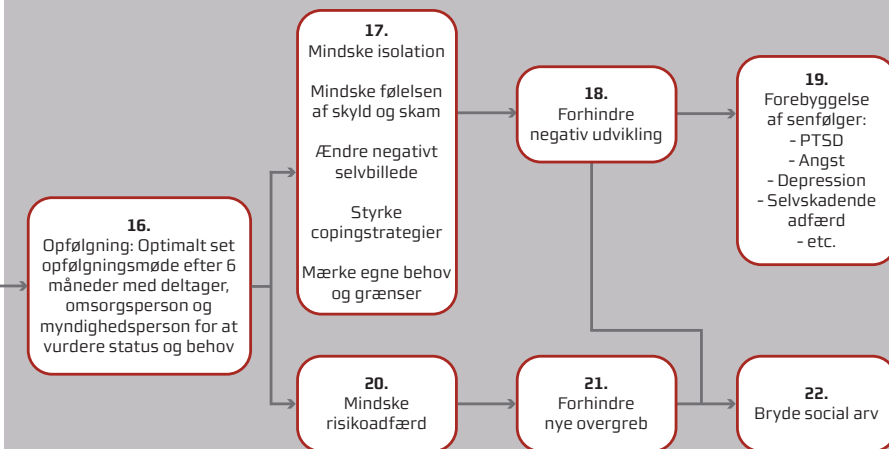 16.
Opfølgning: Optimalt set
opfølgningsmøde efter 6
måneder med deltager,
omsorgsperson og
myndighedsperson for at
vurdere status og behov
17.
Mindske isolation
Mindske følelsen
af skyld og skam
Ændre negativt
selvbillede
Styrke
copingstrategier
Mærke egne behov
og grænser
18.
Forhindre
negativ udvikling
19.
Forebyggelse
af senfølger:
- PTSD
- Angst
- Depression
- Selvskadende
adfærd
- etc.
20.
Mindske
risikoadfærd
21.
Forhindre
nye overgreb
22.
Bryde social arv